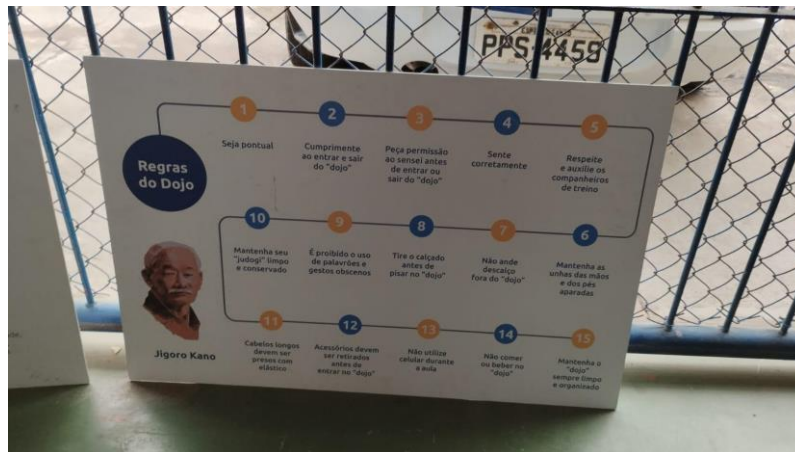 PPS 4459
Regras
do Dojo
1
Seja pontual
2
Cumprimente
ao entrar e sair
do "dojo"
3
Peça permissão
ao sensei antes
de entrar ou
sair do "dojo"
4
Sente
corretamente
5
Respeite
e auxilie os
companheiros
de treino
6
Mantenha as
unhas das mãos
e dos pés
aparadas
7
Não ande
descalço
fora do "dojo"
8
Tire o calçado
antes de
pisar no "dojo"
9
É proibido o uso
de palavrões e
gestos obscenos
10
Mantenha seu
"judogi" limpo
e conservado
11
Cabelos longos
devem ser
presos com
elástico
12
Acessórios devem
ser retirados
antes de
entrar no "dojo"
13
Não utilize
celular durante
a aula
14
Não comer
ou beber no
"dojo"
15
Mantenha o
"dojo"
sempre limpo
e organizado
Jigoro Kano